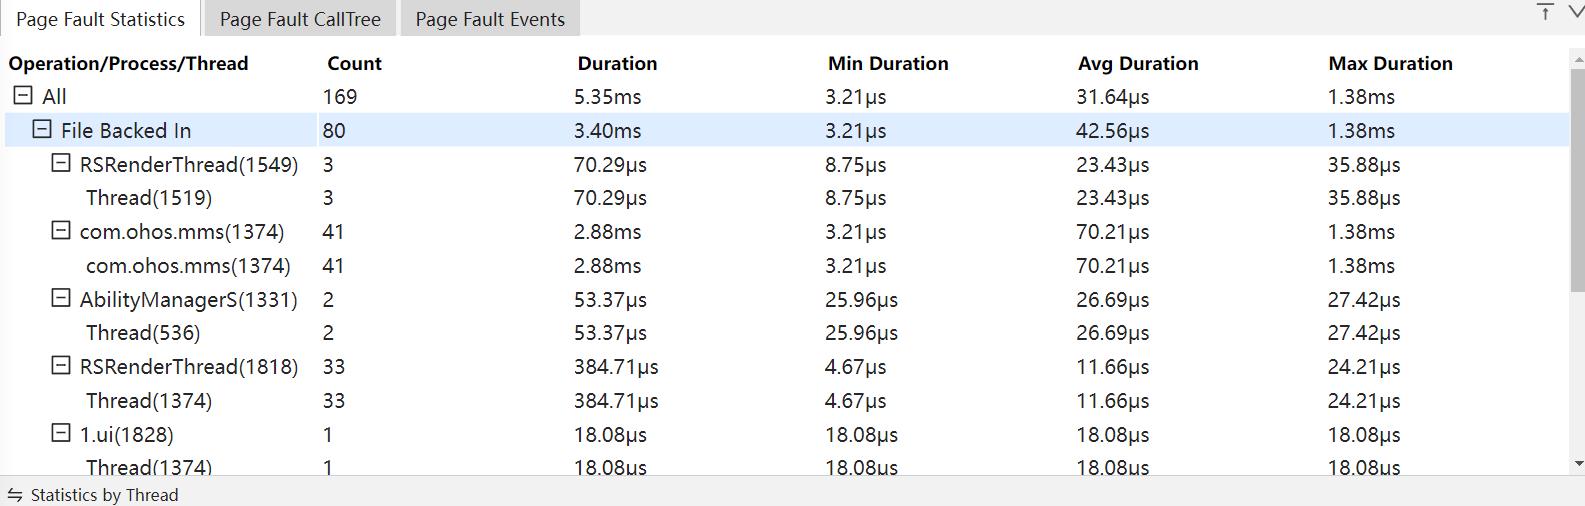 Page Fault Statistics Page Fault CallTree Page Fault Events
Operation/Process/Thread Count Duration Min Duration Avg Duration Max Duration
All 169 5.35ms 3.21μs 31.64μs 1.38ms
File Backed In 80 3.40ms 3.21μs 42.56μs 1.38ms
RSRenderThread(1549) 3 70.29μs 8.75μs 23.43μs 35.88μs
Thread(1519) 3 70.29μs 8.75μs 23.43μs 35.88μs
com.ohos.mms(1374) 41 2.88ms 3.21μs 70.21μs 1.38ms
com.ohos.mms(1374) 41 2.88ms 3.21μs 70.21μs 1.38ms
AbilityManagerS(1331) 2 53.37μs 25.96μs 26.69μs 27.42μs
Thread(536) 2 53.37μs 25.96μs 26.69μs 27.42μs
RSRenderThread(1818) 33 384.71μs 4.67μs 11.66μs 24.21μs
Thread(1374) 33 384.71μs 4.67μs 11.66μs 24.21μs
1.ui(1828) 1 18.08μs 18.08μs 18.08μs 18.08μs
Thread(1374) 1 18.08μs 18.08μs 18.08μs 18.08μs
Statistics by Thread